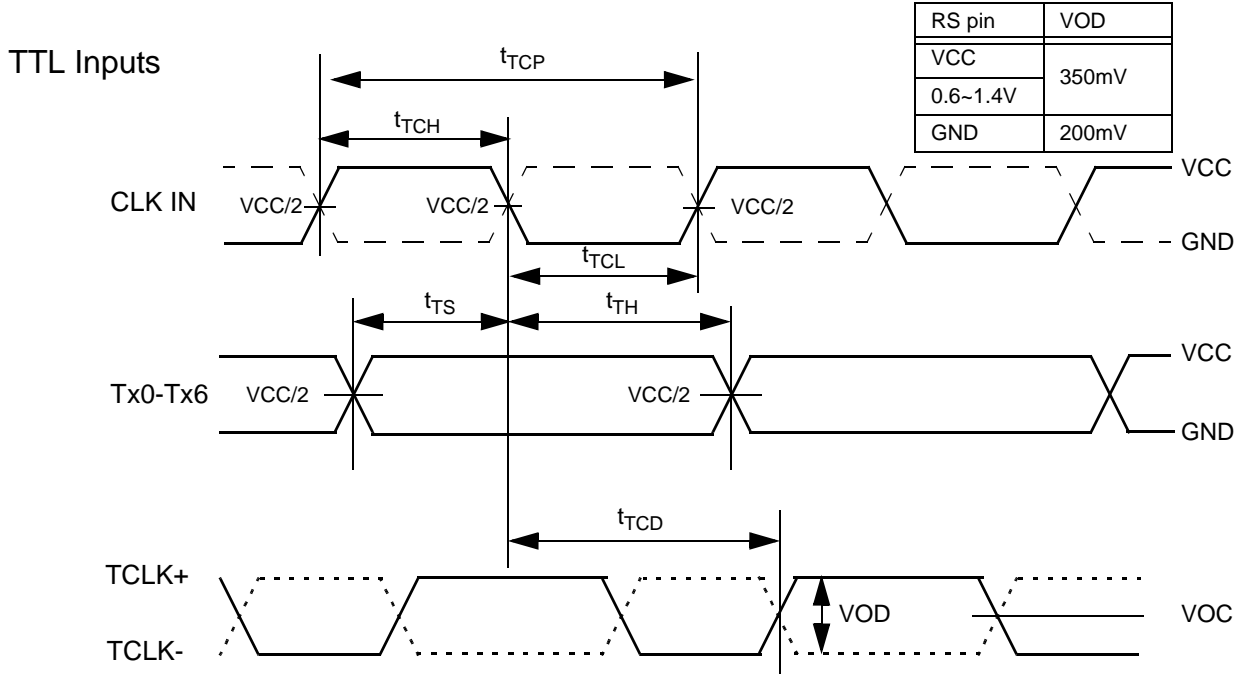 RS pin VOD
VCC 350mV
0.6~1.4V
GND 200mV
TTL Inputs
tTCP
tTCH
CLK IN VCC/2 VCC/2 VCC/2 VCC
GND
tTCL
tTS tTH
Tx0-Tx6 VCC/2 VCC/2 VCC
GND
tTCD
TCLK+
VOD VOC
TCLK-